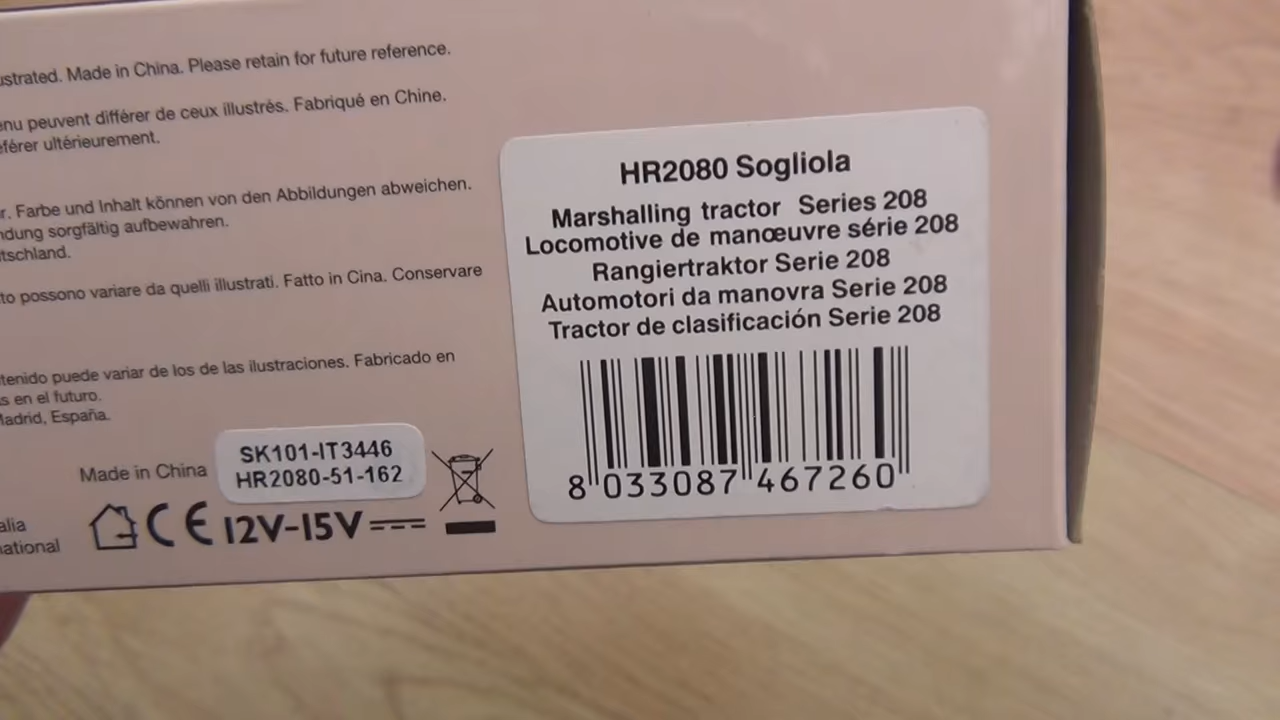 ustrated. Made in China. Please retain for future reference.
enu peuvent différer de ceux illustrés. Fabriqué en Chine.
éférer ultérieurement.
r. Farbe und Inhalt können von den Abbildungen abweichen.
ndung sorgfältig aufbewahren.
tschland.
to possono variare da quelli illustrati. Fatto in Cina. Conservare
tenido puede variar de los de las ilustraciones. Fabricado en
s en el futuro.
Madrid, España.
Made in China
SK101-IT3446
HR2080-51-162
alia
national
CE 12V-15V
HR2080 Sogliola
Marshalling tractor Series 208
Locomotive de manœuvre série 208
Rangiertraktor Serie 208
Automotori da manovra Serie 208
Tractor de clasificación Serie 208
8 033087 467260